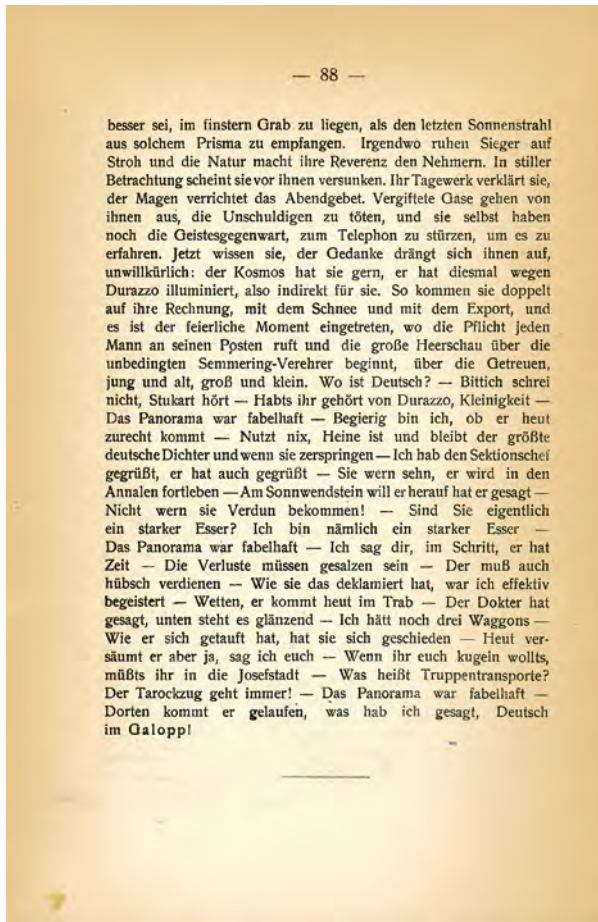 — 88 —
besser sei, im finstern Grab zu liegen, als den letzten Sonnenstrahl
aus solchem Prisma zu empfangen. Irgendwo ruhen Sieger auf
Stroh und die Natur macht ihre Reverenz den Nehmern. In stiller
Betrachtung scheint sie vor ihnen versunken. Ihr Tagewerk verklärt sie,
der Magen verrichtet das Abendgebet. Vergiftete Gase gehen von
ihnen aus, die Unschuldigen zu töten, und sie selbst haben
noch die Geistesgegenwart, zum Telephon zu stürzen, um es zu
erfahren. Jetzt wissen sie, der Gedanke drängt sich ihnen auf,
unwillkürlich: der Kosmos hat sie gern, er hat diesmal wegen
Durazzo illuminiert, also indirekt für sie. So kommen sie doppelt
auf ihre Rechnung, mit dem Schnee und mit dem Export, und
es ist der feierliche Moment eingetreten, wo die Pflicht jeden
Mann an seinen Posten ruft und die große Heerschau über die
unbedingten Semmering-Verehrer beginnt, über die Getreuen,
jung und alt, groß und klein. Wo ist Deutsch? — Bittich schrei
nicht, Stukart hört — Habts ihr gehört von Durazzo, Kleinigkeit —
Das Panorama war fabelhaft — Begierig bin ich, ob er heut
zurecht kommt — Nutzt nix, Heine ist und bleibt der größte
deutsche Dichter und wenn sie zerspringen — Ich hab den Sektionschef
gegrüßt, er hat auch gegrüßt — Sie wern sehn, er wird in den
Annalen fortleben — Am Sonnwendstein will er herauf hat er gesagt —
Nicht wern sie Verdun bekommen! — Sind Sie eigentlich
ein starker Esser? Ich bin nämlich ein starker Esser —
Das Panorama war fabelhaft — Ich sag dir, im Schritt, er hat
Zeit — Die Verluste müssen gesalzen sein — Der muß auch
hübsch verdienen — Wie sie das deklamiert hat, war ich effektiv
begeistert — Wetten, er kommt heut im Trab — Der Dokter hat
gesagt, unten steht es glänzend — Ich hätt noch drei Waggons —
Wie er sich getauft hat, hat sie sich geschieden — Heut ver-
säumt er aber ja, sag ich euch — Wenn ihr euch kugeln wollts,
müßts ihr in die Josefstadt — Was heißt Truppentransporte?
Der Tarockzug geht immer! — Das Panorama war fabelhaft —
Dorten kommt er gelaufen, was hab ich gesagt, Deutsch
im Galopp!